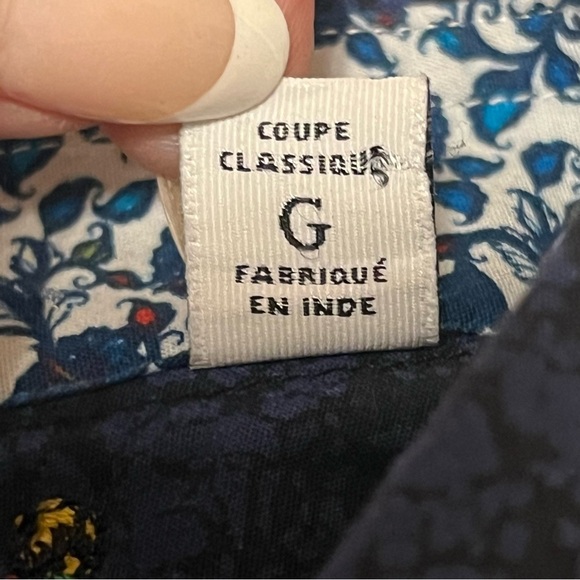 COUPE
CLASSIQUE
G
FABRIQUÉ
EN INDE